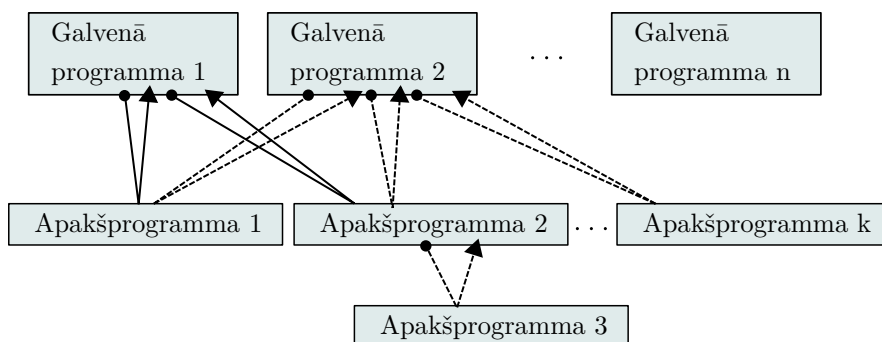 Galvenā
programma 1
Galvenā
programma 2
. . .
Galvenā
programma n
Apakšprogramma 1
Apakšprogramma 2
. . .
Apakšprogramma k
Apakšprogramma 3